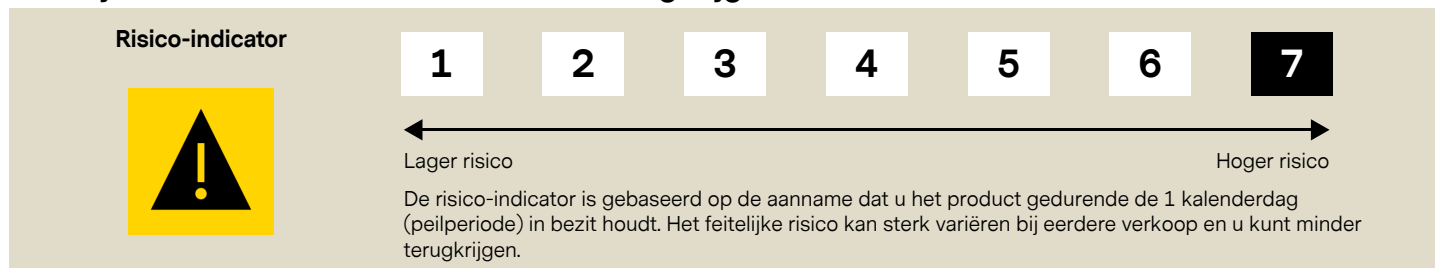 Risico-indicator
1 2 3 4 5 6 7
Lager risico Hoger risico
De risico-indicator is gebaseerd op de aanname dat u het product gedurende de 1 kalenderdag
(peilperiode) in bezit houdt. Het feitelijke risico kan sterk variëren bij eerdere verkoop en u kunt minder
terugkrijgen.